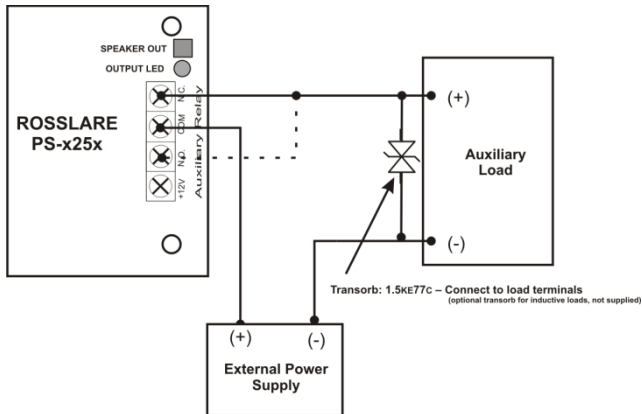 SPEAKER OUT
OUTPUT LED
ROSSLARE
PS-x25x
N.C.
COM
N.O.
+12V
Auxiliary Relay
(+)
Auxiliary
Load
(-)
Transorb: 1.5KE77C – Connect to load terminals
(optional transorb for inductive loads, not supplied)
(+)
(-)
External Power
Supply